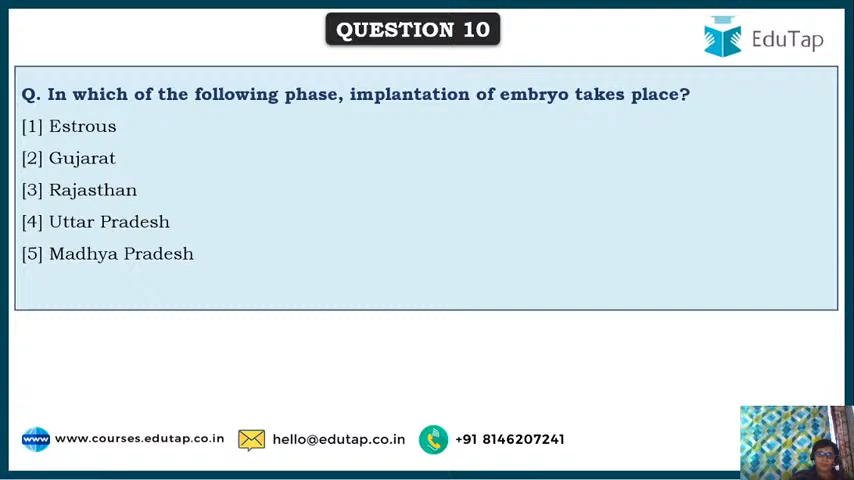 QUESTION 10
EduTap
Q. In which of the following phase, implantation of embryo takes place?
[1] Estrous
[2] Gujarat
[3] Rajasthan
[4] Uttar Pradesh
[5] Madhya Pradesh
www www.courses.edutap.co.in hello@edutap.co.in +91 8146207241